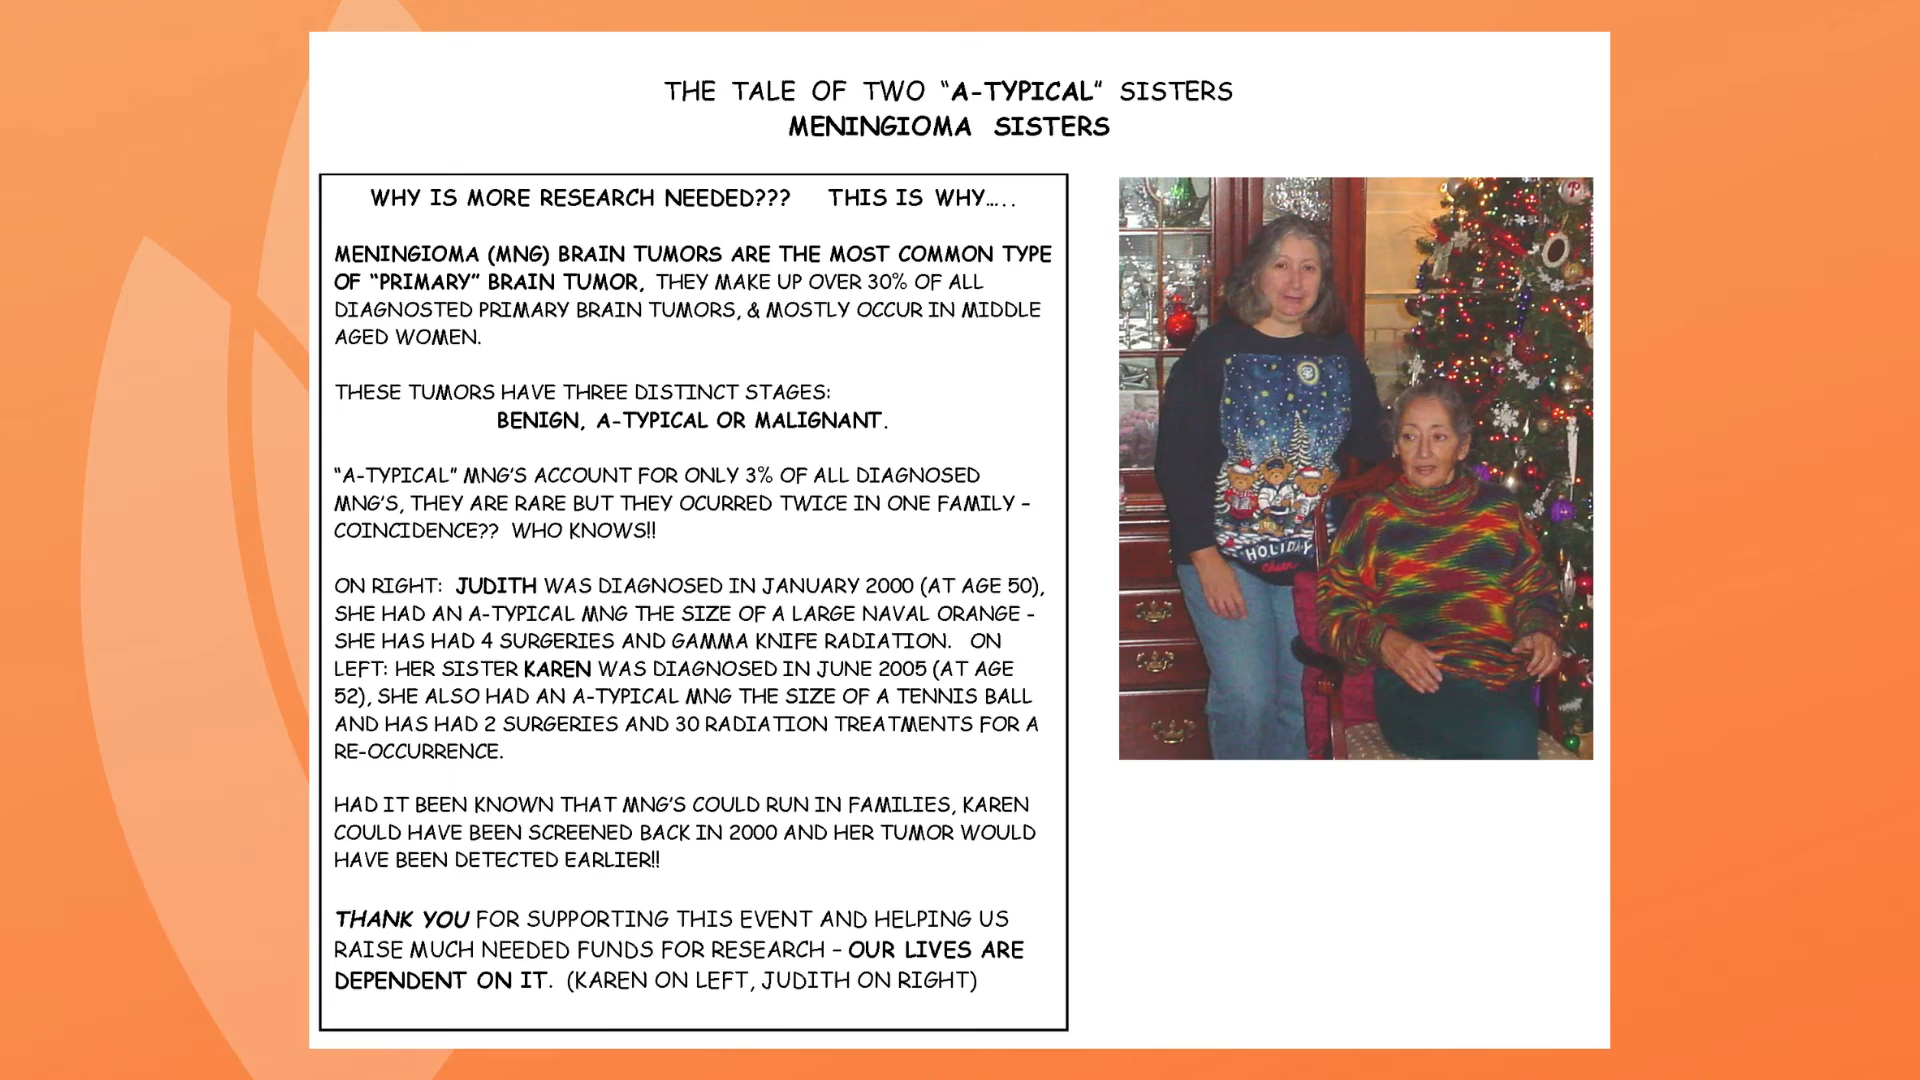 THE TALE OF TWO “A-TYPICAL” SISTERS
MENINGIOMA SISTERS
WHY IS MORE RESEARCH NEEDED??? THIS IS WHY.....
MENINGIOMA (MNG) BRAIN TUMORS ARE THE MOST COMMON TYPE
OF “PRIMARY” BRAIN TUMOR, THEY MAKE UP OVER 30% OF ALL
DIAGNOSTED PRIMARY BRAIN TUMORS, & MOSTLY OCCUR IN MIDDLE
AGED WOMEN.
THESE TUMORS HAVE THREE DISTINCT STAGES:
BENIGN, A-TYPICAL OR MALIGNANT.
“A-TYPICAL” MNG’S ACCOUNT FOR ONLY 3% OF ALL DIAGNOSED
MNG’S, THEY ARE RARE BUT THEY OCURRED TWICE IN ONE FAMILY –
COINCIDENCE?? WHO KNOWS!!
ON RIGHT: JUDITH WAS DIAGNOSED IN JANUARY 2000 (AT AGE 50),
SHE HAD AN A-TYPICAL MNG THE SIZE OF A LARGE NAVAL ORANGE –
SHE HAS HAD 4 SURGERIES AND GAMMA KNIFE RADIATION. ON
LEFT: HER SISTER KAREN WAS DIAGNOSED IN JUNE 2005 (AT AGE
52), SHE ALSO HAD AN A-TYPICAL MNG THE SIZE OF A TENNIS BALL
AND HAS HAD 2 SURGERIES AND 30 RADIATION TREATMENTS FOR A
RE-OCCURRENCE.
HAD IT BEEN KNOWN THAT MNG’S COULD RUN IN FAMILIES, KAREN
COULD HAVE BEEN SCREENED BACK IN 2000 AND HER TUMOR WOULD
HAVE BEEN DETECTED EARLIER!!
THANK YOU FOR SUPPORTING THIS EVENT AND HELPING US
RAISE MUCH NEEDED FUNDS FOR RESEARCH – OUR LIVES ARE
DEPENDENT ON IT. (KAREN ON LEFT, JUDITH ON RIGHT)
HOLIDAY
Cheer